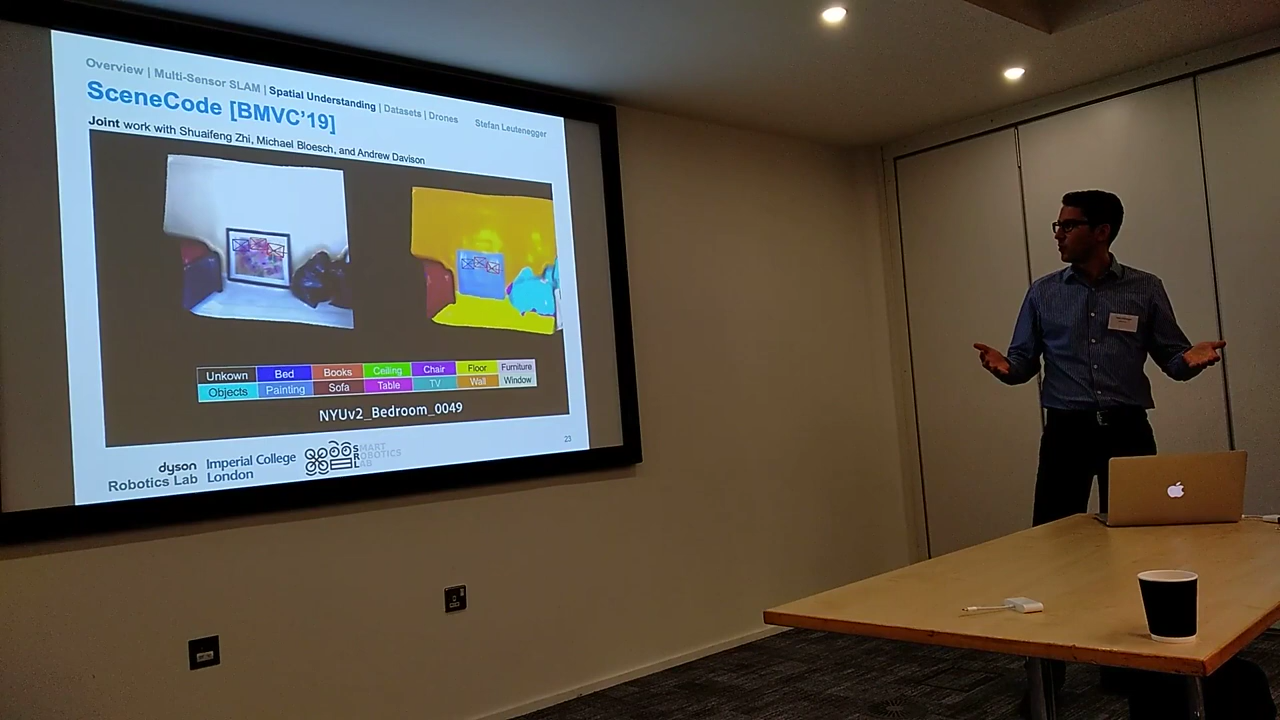 Overview | Multi-Sensor SLAM | Spatial Understanding | Datasets | Drones
Stefan Leutenegger
SceneCode [BMVC'19]
Joint work with Shuaifeng Zhi, Michael Bloesch, and Andrew Davison
Unkown Bed Books Ceiling Chair Floor Furniture
Objects Painting Sofa Table TV Wall Window
NYUv2_Bedroom_0049
23
dyson
Robotics Lab
Imperial College
London
SMART
ROBOTICS
LAB